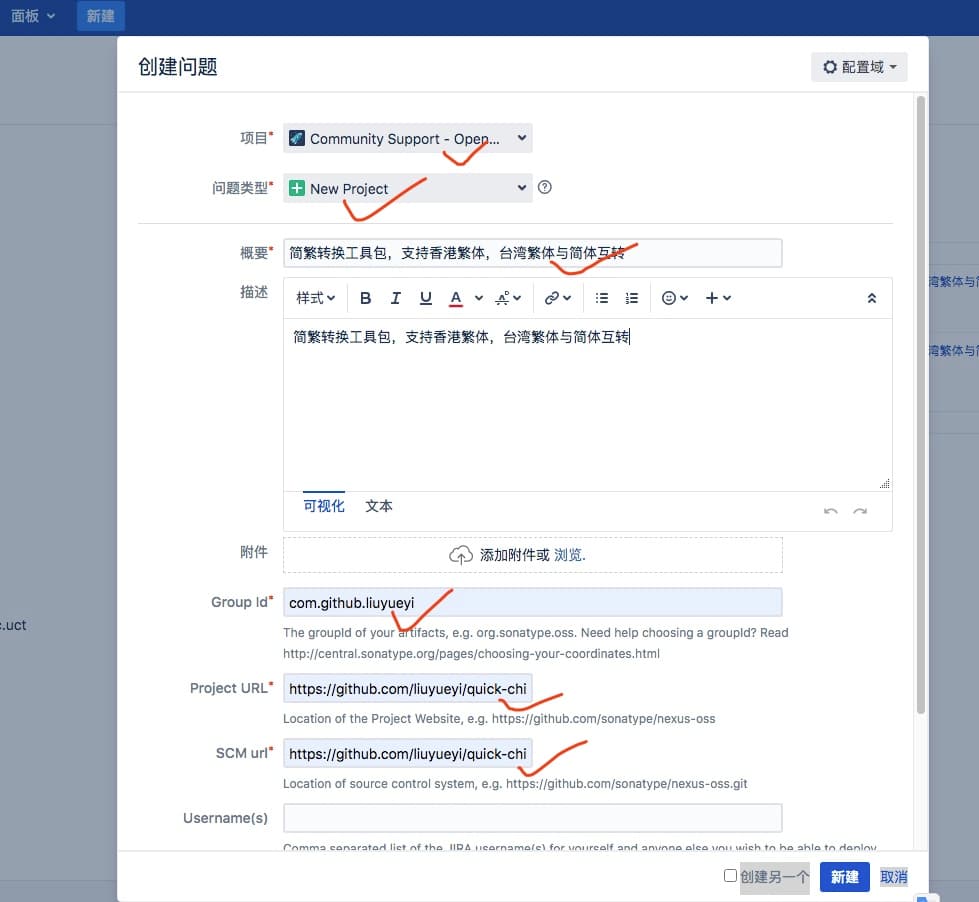 面板 新建
创建问题
配置域
项目* Community Support - Open...
问题类型* New Project
概要* 简繁转换工具包，支持香港繁体，台湾繁体与简体互转
描述 样式 B I U A
湾繁体与简
简繁转换工具包，支持香港繁体，台湾繁体与简体互转
湾繁体与简
可视化 文本
附件 添加附件或 浏览.
Group Id* com.github.liuyueyi
The groupId of your artifacts, e.g. org.sonatype.oss. Need help choosing a groupId? Read
http://central.sonatype.org/pages/choosing-your-coordinates.html
:.uct
Project URL* https://github.com/liuyueyi/quick-chi
Location of the Project Website, e.g. https://github.com/sonatype/nexus-oss
SCM url* https://github.com/liuyueyi/quick-chi
Location of source control system, e.g. https://github.com/sonatype/nexus-oss.git
Username(s)
Comma separated list of the JIRA username(s) for yourself and anyone else you wish to be able to deploy
创建另一个 新建 取消